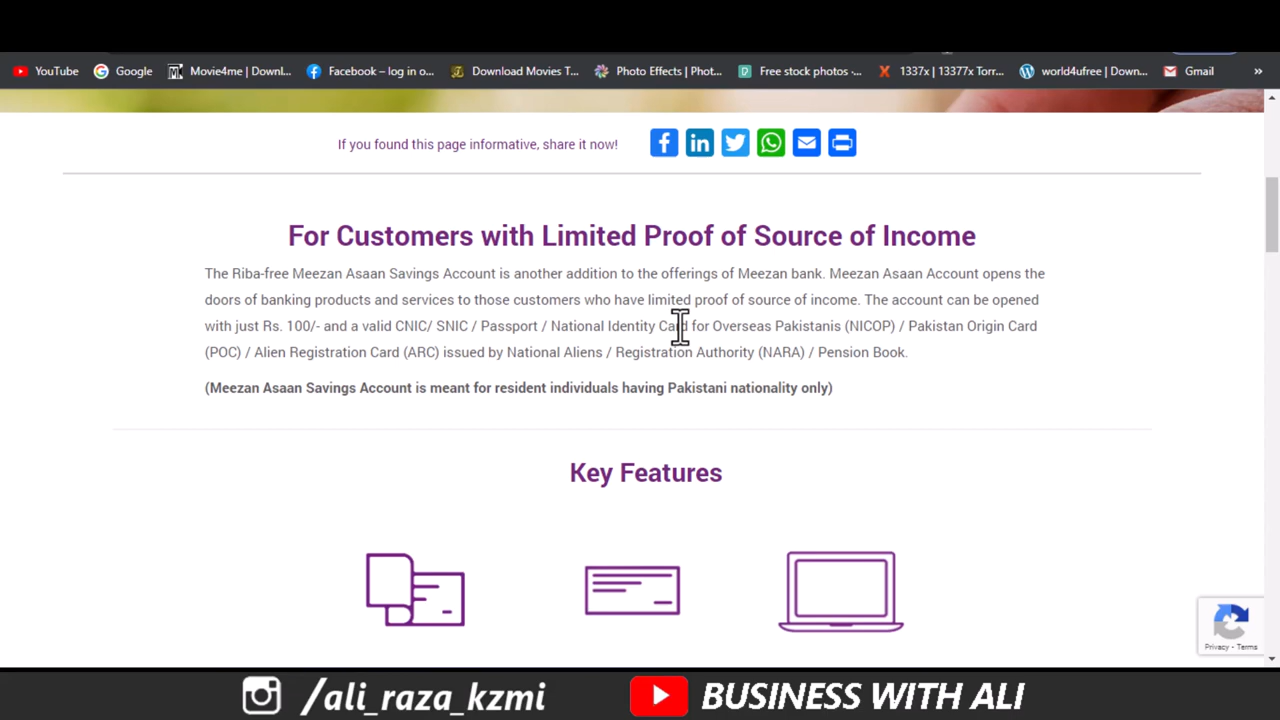 YouTube Google Movie4me | Downl... Facebook – log in o... Download Movies T... Photo Effects | Phot... Free stock photos -... 1337x | 13377x Torr... world4ufree | Down... Gmail »
If you found this page informative, share it now!
For Customers with Limited Proof of Source of Income
The Riba-free Meezan Asaan Savings Account is another addition to the offerings of Meezan bank. Meezan Asaan Account opens the
doors of banking products and services to those customers who have limited proof of source of income. The account can be opened
with just Rs. 100/- and a valid CNIC/ SNIC / Passport / National Identity Card for Overseas Pakistanis (NICOP) / Pakistan Origin Card
(POC) / Alien Registration Card (ARC) issued by National Aliens / Registration Authority (NARA) / Pension Book.
(Meezan Asaan Savings Account is meant for resident individuals having Pakistani nationality only)
Key Features
Privacy - Terms
/ali_raza_kzmi BUSINESS WITH ALI